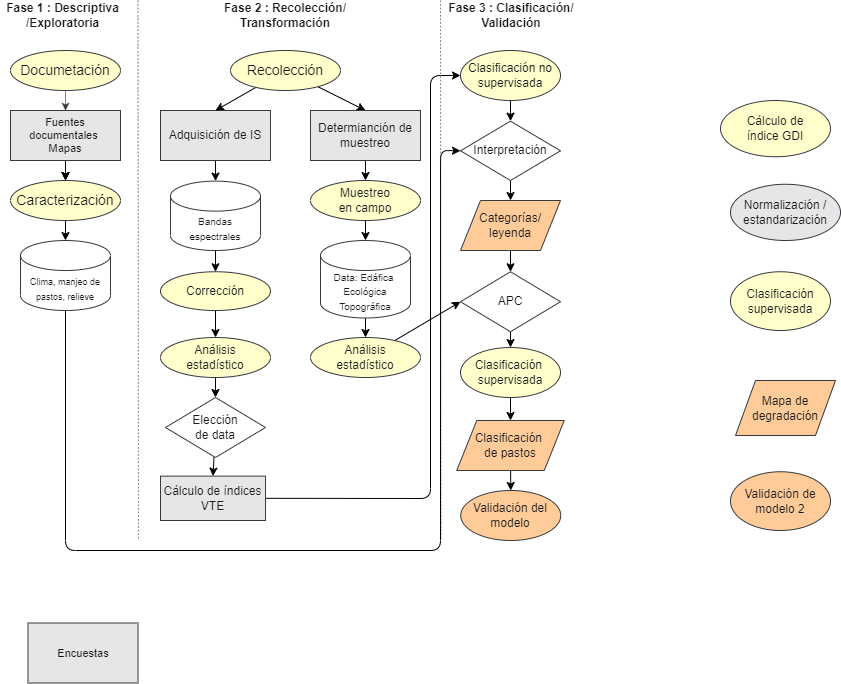 Fase 1 : Descriptiva
/Exploratoria
Documetación
Fuentes
documentales
Mapas
Caracterización
Clima, manjeo de
pastos, relieve
Fase 2 : Recolección/
Transformación
Recolección
Adquisición de IS
Bandas
espectrales
Corrección
Análisis
estadístico
Elección
de data
Cálculo de índices
VTE
Determianción de
muestreo
Muestreo
en campo
Data: Edáfica
Ecológica
Topográfica
Análisis
estadístico
Fase 3 : Clasificación/
Validación
Clasificación no
supervisada
Interpretación
Categorías/
leyenda
APC
Clasificación
supervisada
Clasificación
de pastos
Validación del
modelo
Cálculo de
índice GDI
Normalización /
estandarización
Clasificación
supervisada
Mapa de
degradación
Validación de
modelo 2
Encuestas